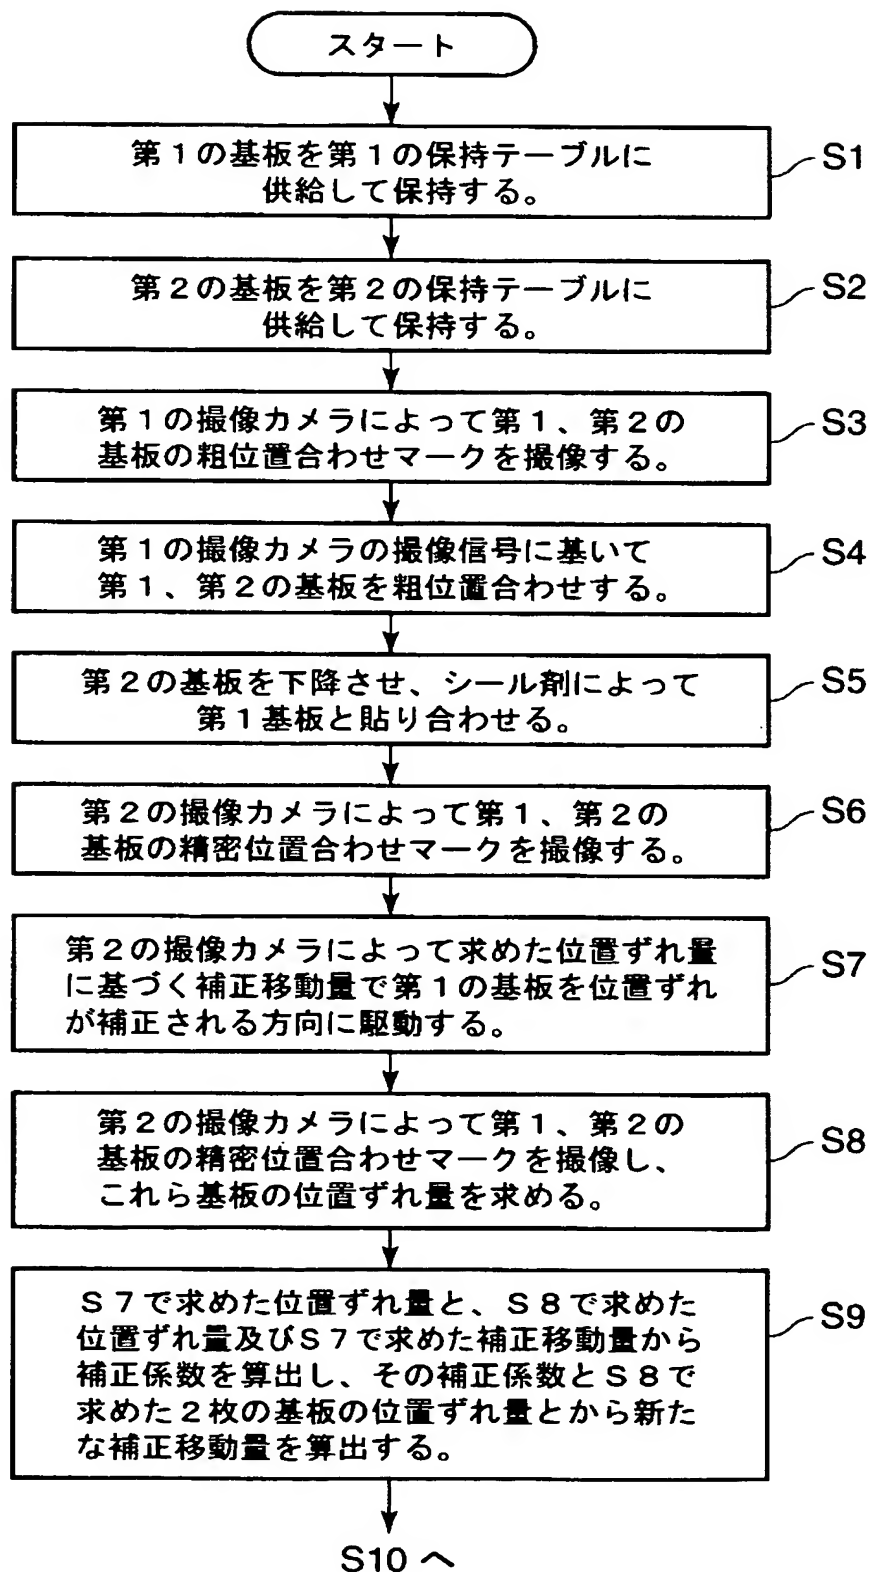 スタート
第1の基板を第1の保持テーブルに
供給して保持する。
S1
第2の基板を第2の保持テーブルに
供給して保持する。
S2
第1の撮像カメラによって第1、第2の
基板の粗位置合わせマークを撮像する。
S3
第1の撮像カメラの撮像信号に基いて
第1、第2の基板を粗位置合わせする。
S4
第2の基板を下降させ、シール剤によって
第1基板と貼り合わせる。
S5
第2の撮像カメラによって第1、第2の
基板の精密位置合わせマークを撮像する。
S6
第2の撮像カメラによって求めた位置ずれ量
に基づく補正移動量で第1の基板を位置ずれ
が補正される方向に駆動する。
S7
第2の撮像カメラによって第1、第2の
基板の精密位置合わせマークを撮像し、
これら基板の位置ずれ量を求める。
S8
S7で求めた位置ずれ量と、S8で求めた
位置ずれ量及びS7で求めた補正移動量から
補正係数を算出し、その補正係数とS8で
求めた2枚の基板の位置ずれ量とから新た
な補正移動量を算出する。
S9
S10 へ